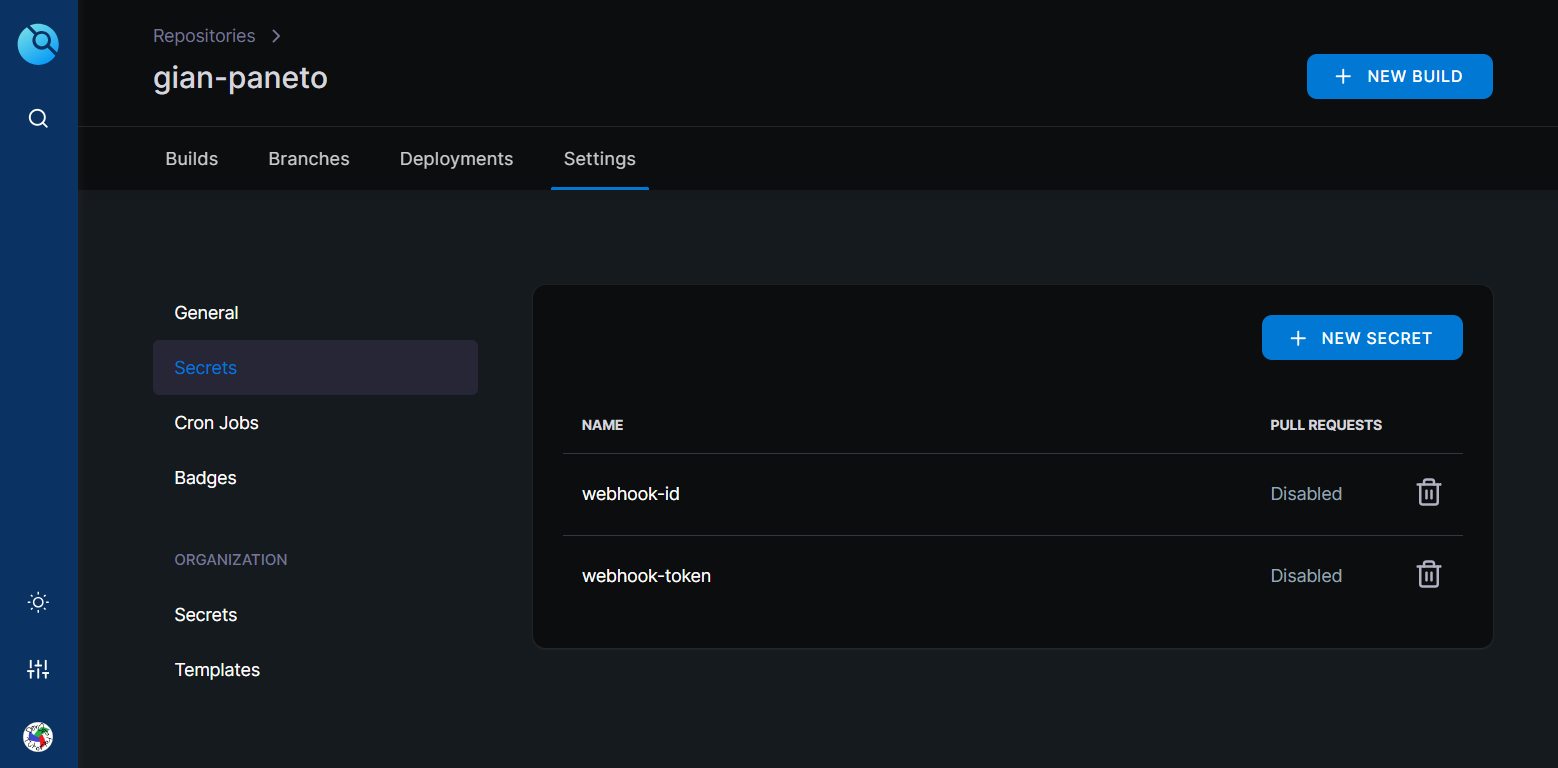 Repositories
gian-paneto
NEW BUILD
Builds
Branches
Deployments
Settings
General
Secrets
Cron Jobs
Badges
ORGANIZATION
Secrets
Templates
NEW SECRET
NAME PULL REQUESTS
webhook-id Disabled
webhook-token Disabled